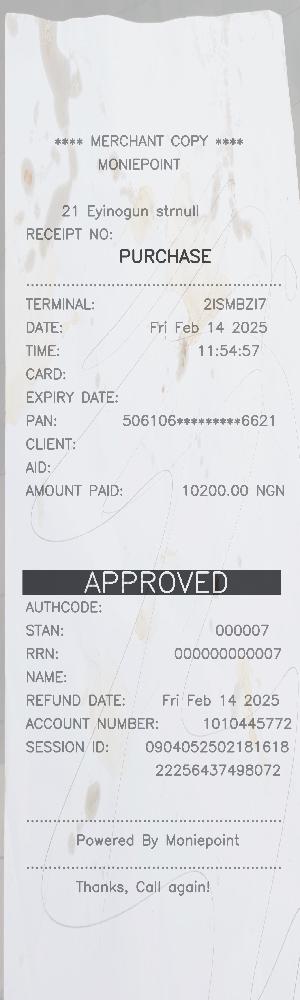 **** MERCHANT COPY ****
MONIEPOINT
21 Eyinogun strnull
RECEIPT NO:
PURCHASE
TERMINAL: 2ISMBZI7
DATE: Fri Feb 14 2025
TIME: 11:54:57
CARD:
EXPIRY DATE:
PAN: 506106*********6621
CLIENT:
AID:
AMOUNT PAID: 10200.00 NGN
APPROVED
AUTHCODE:
STAN: 000007
RRN: 000000000007
NAME:
REFUND DATE: Fri Feb 14 2025
ACCOUNT NUMBER: 1010445772
SESSION ID: 0904052502181618
22256437498072
Powered By Moniepoint
Thanks, Call again!